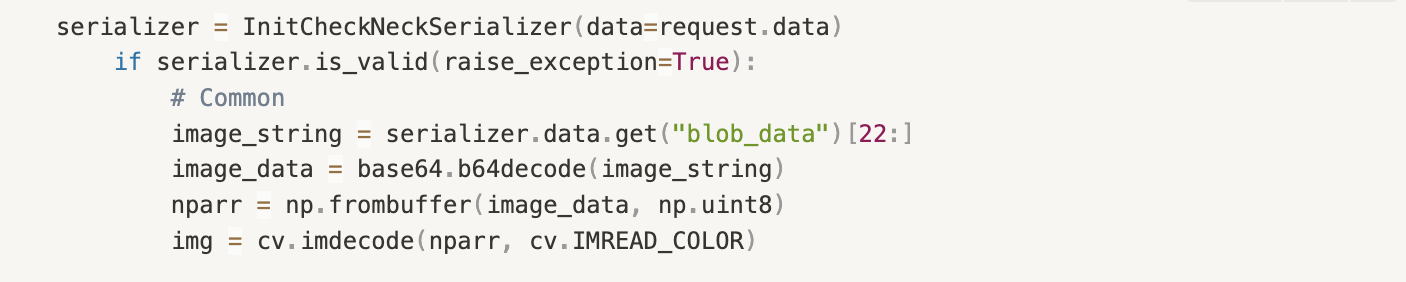 serializer = InitCheckNeckSerializer(data=request.data)
if serializer.is_valid(raise_exception=True):
# Common
image_string = serializer.data.get("blob_data")[22:]
image_data = base64.b64decode(image_string)
nparr = np.frombuffer(image_data, np.uint8)
img = cv.imdecode(nparr, cv.IMREAD_COLOR)